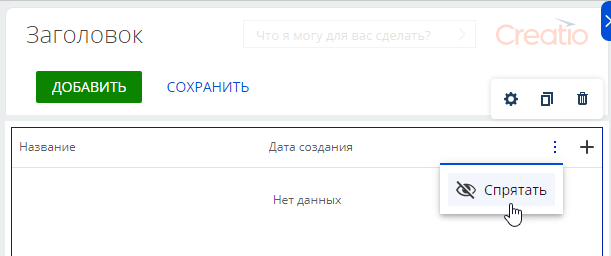 Заголовок
Что я могу для вас сделать?
Creatio
ДОБАВИТЬ
СОХРАНИТЬ
Название
Дата создания
Спрятать
Нет данных